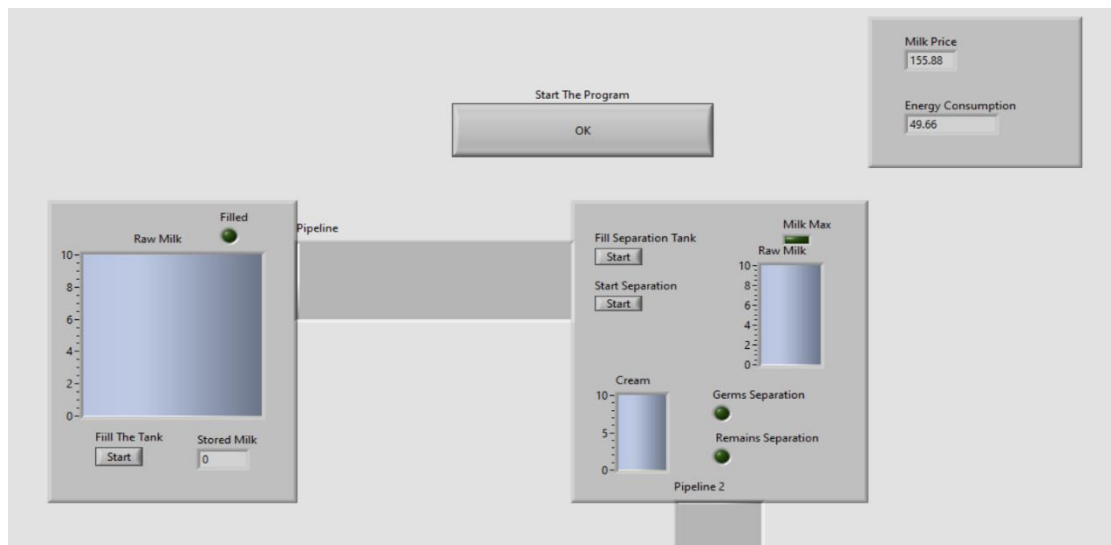 Milk Price
155.88
Energy Consumption
49.66
Start The Program
OK
Filled
Raw Milk
10
8
6
4
2
0
Fiill The Tank
Start
Stored Milk
0
Pipeline
Fill Separation Tank
Start
Start Separation
Start
Milk Max
Raw Milk
10
8
6
4
2
0
Cream
10
5
0
Germs Separation
Remains Separation
Pipeline 2